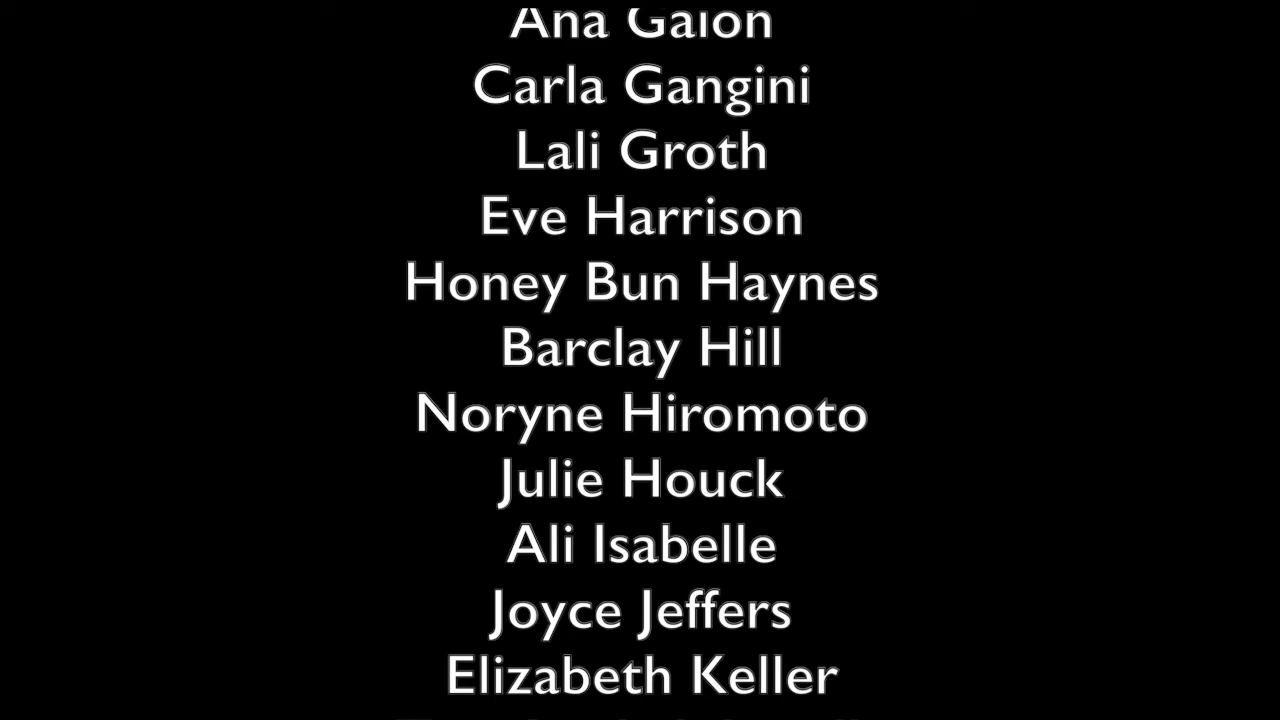 Ana
Carla Gangini
Lali Groth
Eve Harrison
Honey Bun Haynes
Barclay Hill
Noryne Hiromoto
Julie Houck
Ali Isabelle
Joyce Jeffers
Elizabeth Keller